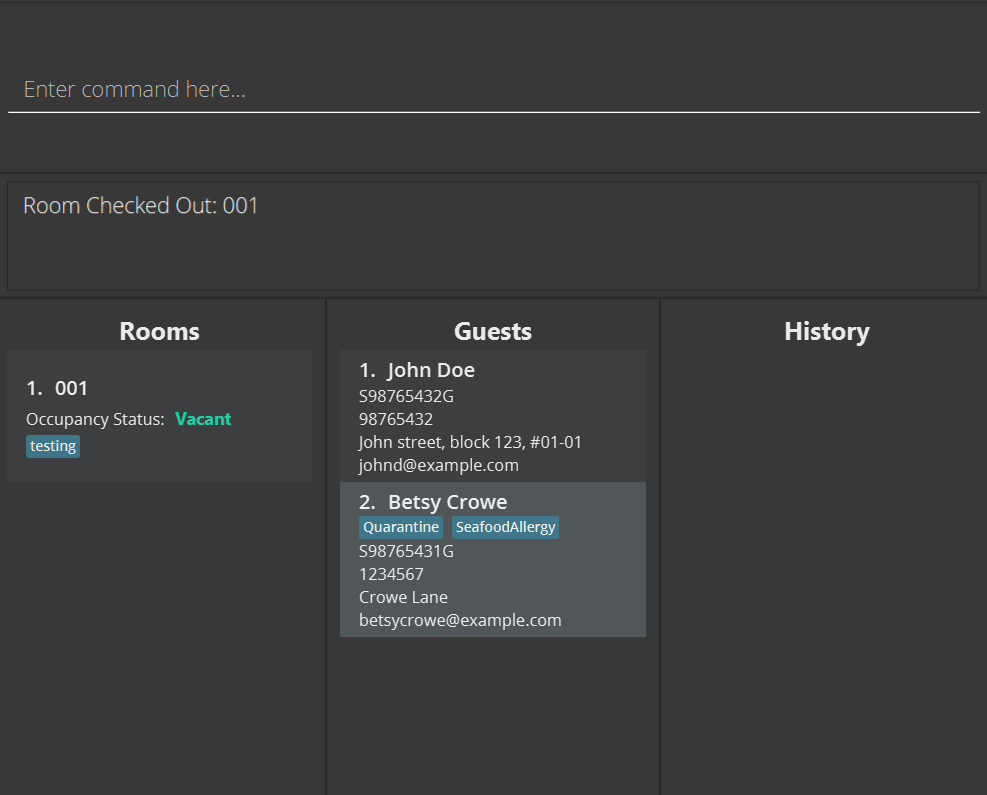 Enter command here...
Room Checked Out: 001
Rooms
1. 001
Occupancy Status: Vacant
testing
Guests
1. John Doe
S98765432G
98765432
John street, block 123, #01-01
johnd@example.com
2. Betsy Crowe
Quarantine SeafoodAllergy
S98765431G
1234567
Crowe Lane
betsycrowe@example.com
History